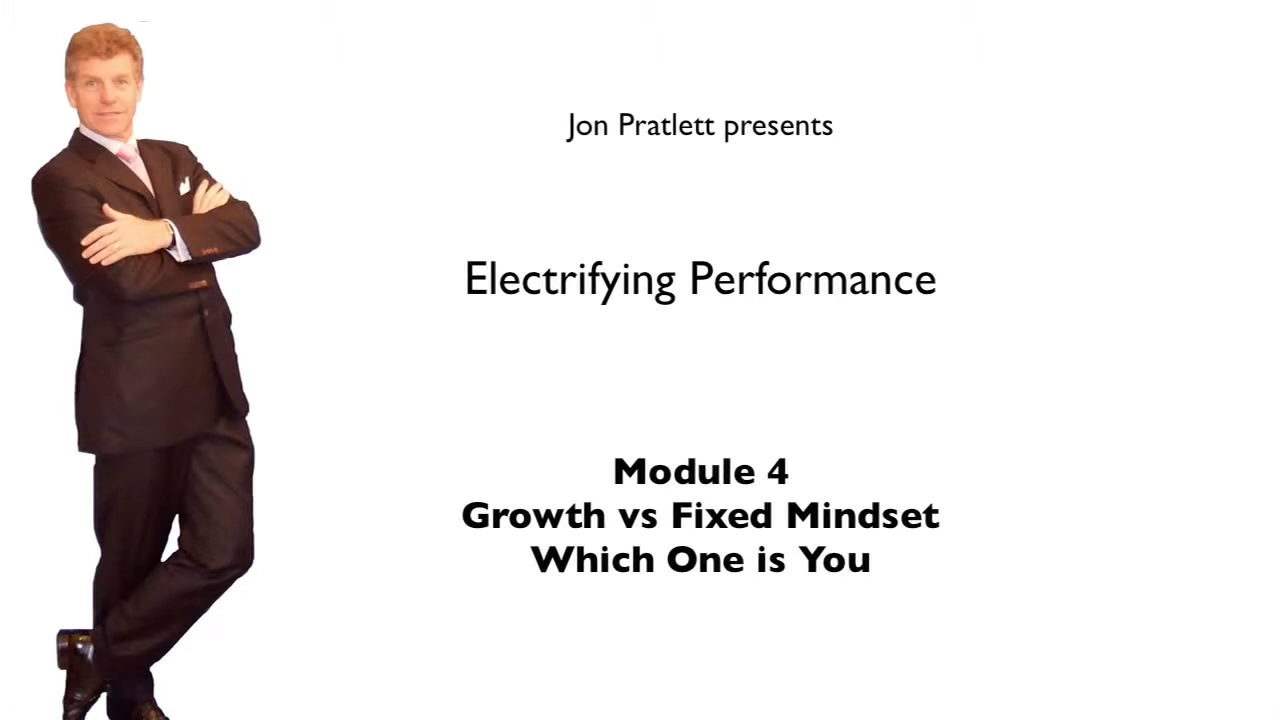 Jon Pratlett presents
Electrifying Performance
Module 4
Growth vs Fixed Mindset
Which One is You